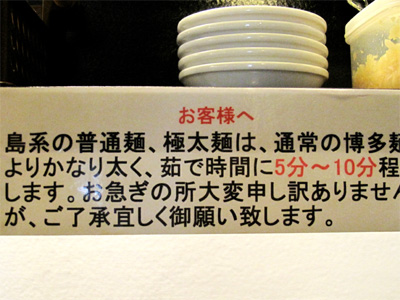 お客様へ
島系の普通麺、極太麺は、通常の博多麺
よりかなり太く、茹で時間に5分～10分程
します。お急ぎの所大変申し訳ありません
が、ご了承宜しく御願い致します。